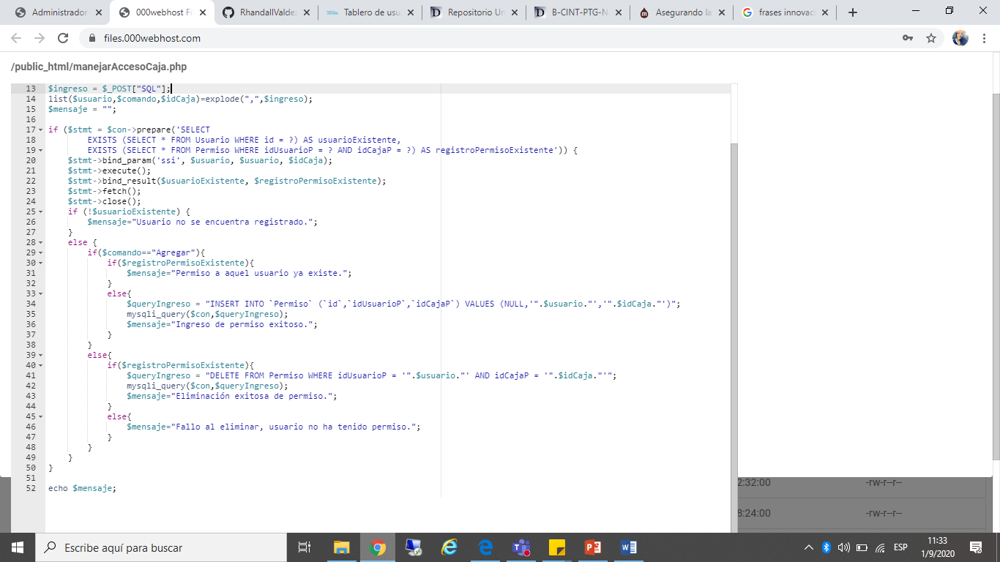 Administrador
000webhost Fi
RhandallValde
Tablero de usu
Repositorio Un
B-CINT-PTG-N
Asegurando la
frases innovac
files.000webhost.com
/public_html/manejarAccesoCaja.php
13 $ingreso = $_POST["SQL"];
14 list($usuario,$comando,$idCaja)=explode(",",$ingreso);
15 $mensaje = "";
16
17 if ($stmt = $con->prepare('SELECT
18 EXISTS (SELECT * FROM Usuario WHERE id = ?) AS usuarioExistente,
19 EXISTS (SELECT * FROM Permiso WHERE idUsuarioP = ? AND idCajaP = ?) AS registroPermisoExistente')) {
20 $stmt->bind_param('ssi', $usuario, $usuario, $idCaja);
21 $stmt->execute();
22 $stmt->bind_result($usuarioExistente, $registroPermisoExistente);
23 $stmt->fetch();
24 $stmt->close();
25 if (!$usuarioExistente) {
26 $mensaje="Usuario no se encuentra registrado.";
27 }
28 else {
29 if($comando=="Agregar"){
30 if($registroPermisoExistente){
31 $mensaje="Permiso a aquel usuario ya existe.";
32 }
33 else{
34 $queryIngreso = "INSERT INTO `Permiso` (`id`,`idUsuarioP`,`idCajaP`) VALUES (NULL,'".$usuario."','".$idCaja."')";
35 mysqli_query($con,$queryIngreso);
36 $mensaje="Ingreso de permiso exitoso.";
37 }
38 }
39 else{
40 if($registroPermisoExistente){
41 $queryIngreso = "DELETE FROM Permiso WHERE idUsuarioP = '".$usuario."' AND idCajaP = '".$idCaja."'";
42 mysqli_query($con,$queryIngreso);
43 $mensaje="Eliminación exitosa de permiso.";
44 }
45 else{
46 $mensaje="Fallo al eliminar, usuario no ha tenido permiso.";
47 }
48 }
49 }
50 }
51
52 echo $mensaje;
2:32:00 -rw-r--r--
8:24:00 -rw-r--r--
Escribe aquí para buscar
ESP
11:33
1/9/2020